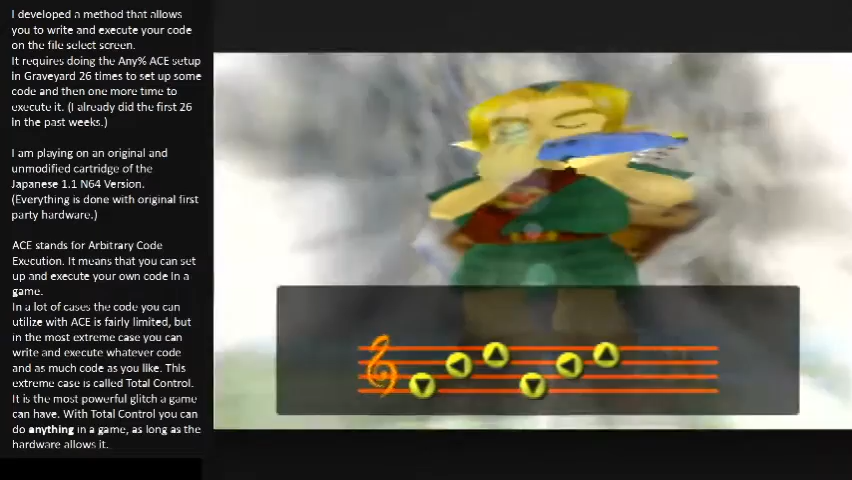 I developed a method that allows
you to write and execute your code
on the file select screen.
It requires doing the Any% ACE setup
in Graveyard 26 times to set up some
code and then one more time to
execute it. (I already did the first 26
in the past weeks.)
I am playing on an original and
unmodified cartridge of the
Japanese 1.1 N64 Version.
(Everything is done with original first
party hardware.)
ACE stands for Arbitrary Code
Execution. It means that you can set
up and execute your own code in a
game.
In a lot of cases the code you can
utilize with ACE is fairly limited, but
in the most extreme case you can
write and execute whatever code
and as much code as you like. This
extreme case is called Total Control.
It is the most powerful glitch a game
can have. With Total Control you can
do anything in a game, as long as the
hardware allows it.